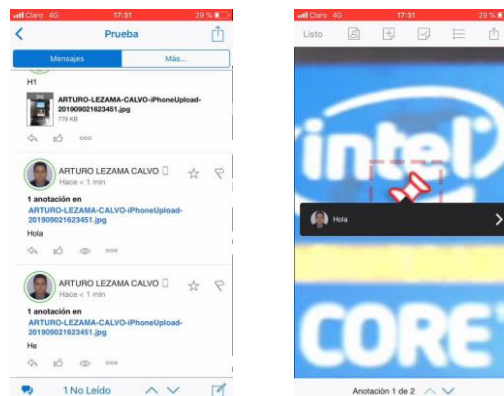 Claro 4G 17:31 29 %
Prueba
Mensajes Más...
H1
ARTURO-LEZAMA-CALVO-iPhoneUpload-
201909021623451.jpg
779 KB
ARTURO LEZAMA CALVO
Hace < 1 min
1 anotación en
ARTURO-LEZAMA-CALVO-iPhoneUpload-
201909021623451.jpg
Hola
ARTURO LEZAMA CALVO
Hace < 1 min
1 anotación en
ARTURO-LEZAMA-CALVO-iPhoneUpload-
201909021623451.jpg
He
1 No Leído
Claro 4G 17:31 29 %
Listo
intel
Hola
CORE
Anotación 1 de 2